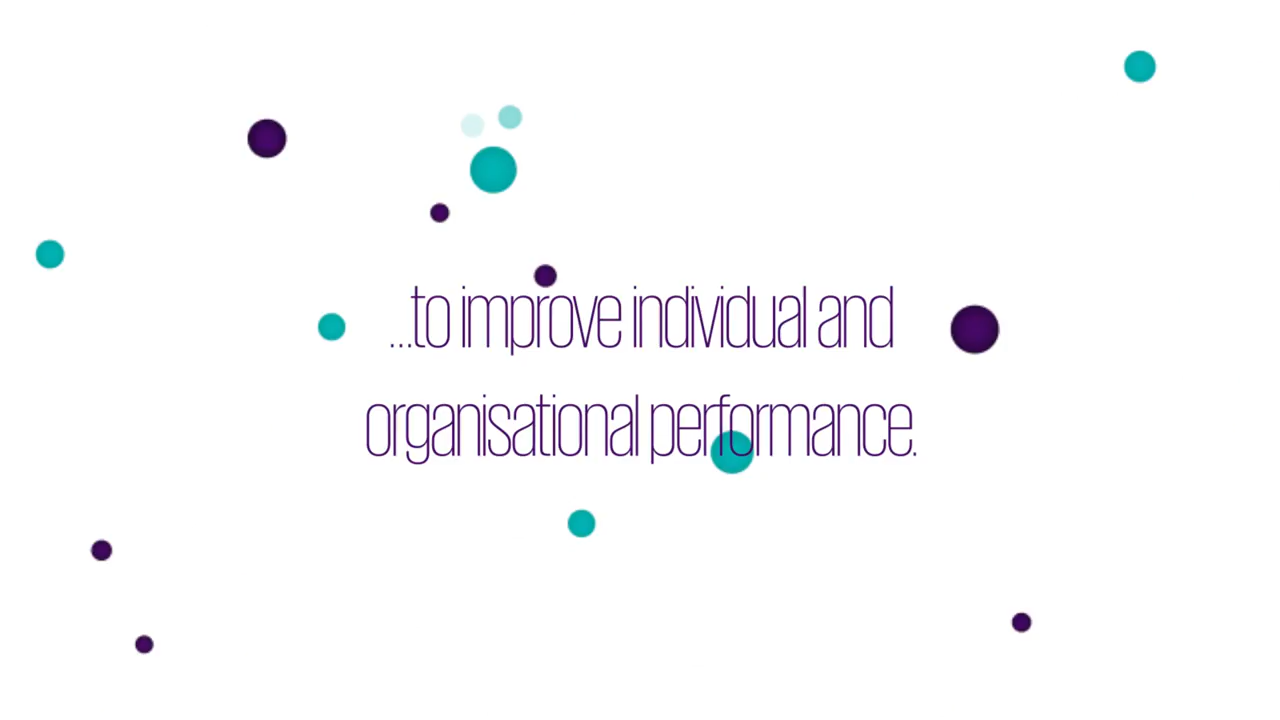 ...to improve individual and
organisational performance.